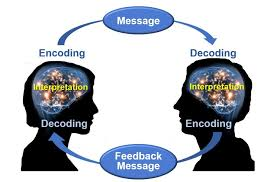 Message
Encoding
Decoding
Interpretation
Interpretation
Decoding
Encoding
Feedback
Message